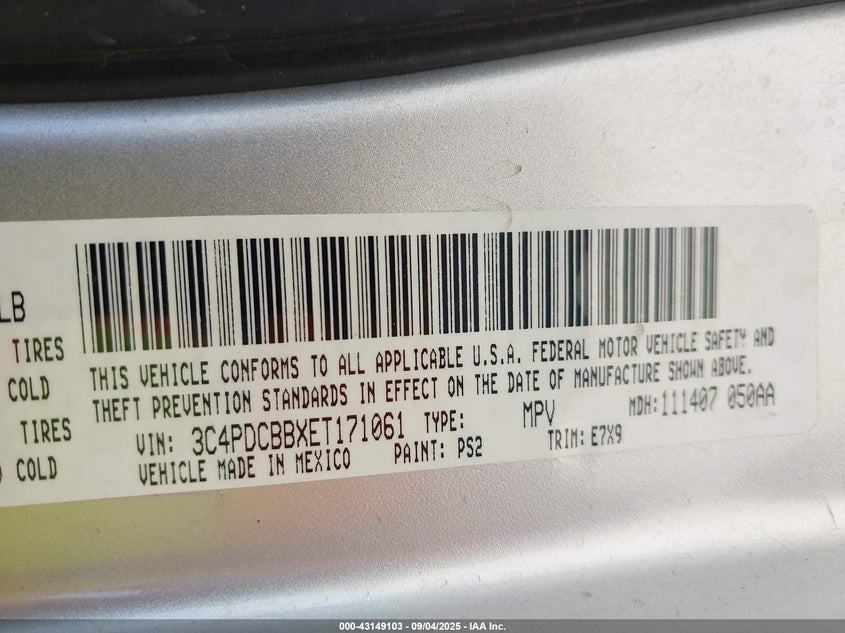 LB
TIRES
COLD
TIRES
COLD
THIS VEHICLE CONFORMS TO ALL APPLICABLE U.S.A. FEDERAL MOTOR VEHICLE SAFETY AND
THEFT PREVENTION STANDARDS IN EFFECT ON THE DATE OF MANUFACTURE SHOWN ABOVE.
VIN: 3C4PDCBBXET171061 TYPE: MPV MDH:111407 050AA
VEHICLE MADE IN MEXICO PAINT: PS2 TRIM: E7X9
000-43149103 - 09/04/2025 - IAA Inc.